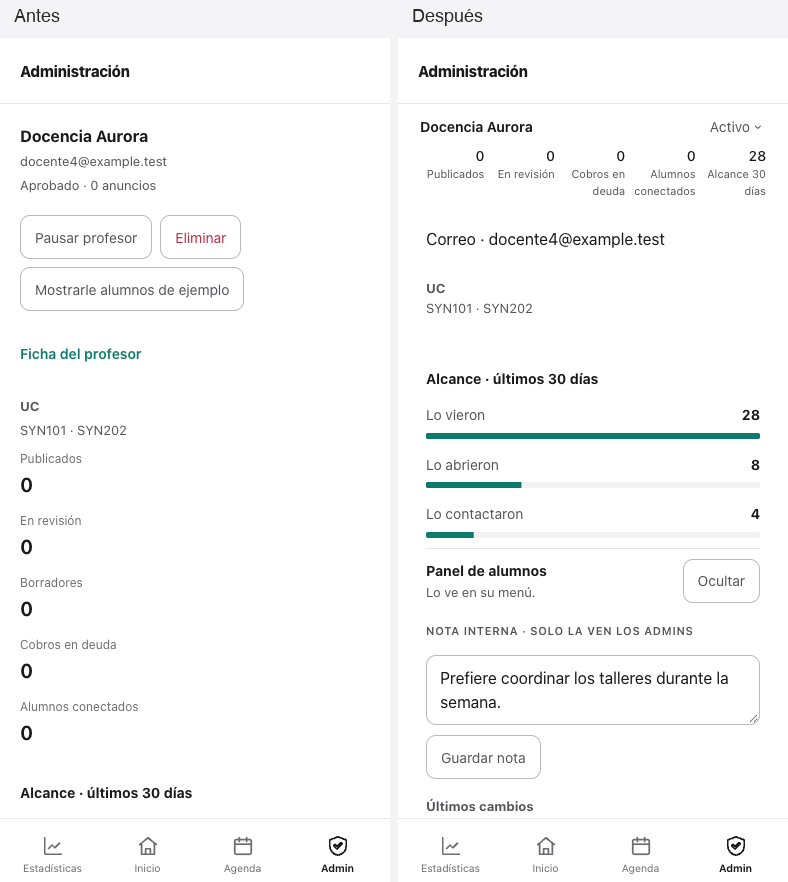 Antes
Administración
Docencia Aurora
docente4@example.test
Aprobado · 0 anuncios
Pausar profesor
Eliminar
Mostrarle alumnos de ejemplo
Ficha del profesor
UC
SYN101 · SYN202
Publicados
0
En revisión
0
Borradores
0
Cobros en deuda
0
Alumnos conectados
0
Alcance · últimos 30 días
Estadísticas
Inicio
Agenda
Admin
Después
Administración
Docencia Aurora
Activo
0 0 0 0 28
Publicados En revisión Cobros en Alumnos Alcance 30
deuda conectados días
Correo · docente4@example.test
UC
SYN101 · SYN202
Alcance · últimos 30 días
Lo vieron 28
Lo abrieron 8
Lo contactaron 4
Panel de alumnos
Lo ve en su menú.
Ocultar
NOTA INTERNA · SOLO LA VEN LOS ADMINS
Prefiere coordinar los talleres durante la
semana.
Guardar nota
Últimos cambios
Estadísticas
Inicio
Agenda
Admin